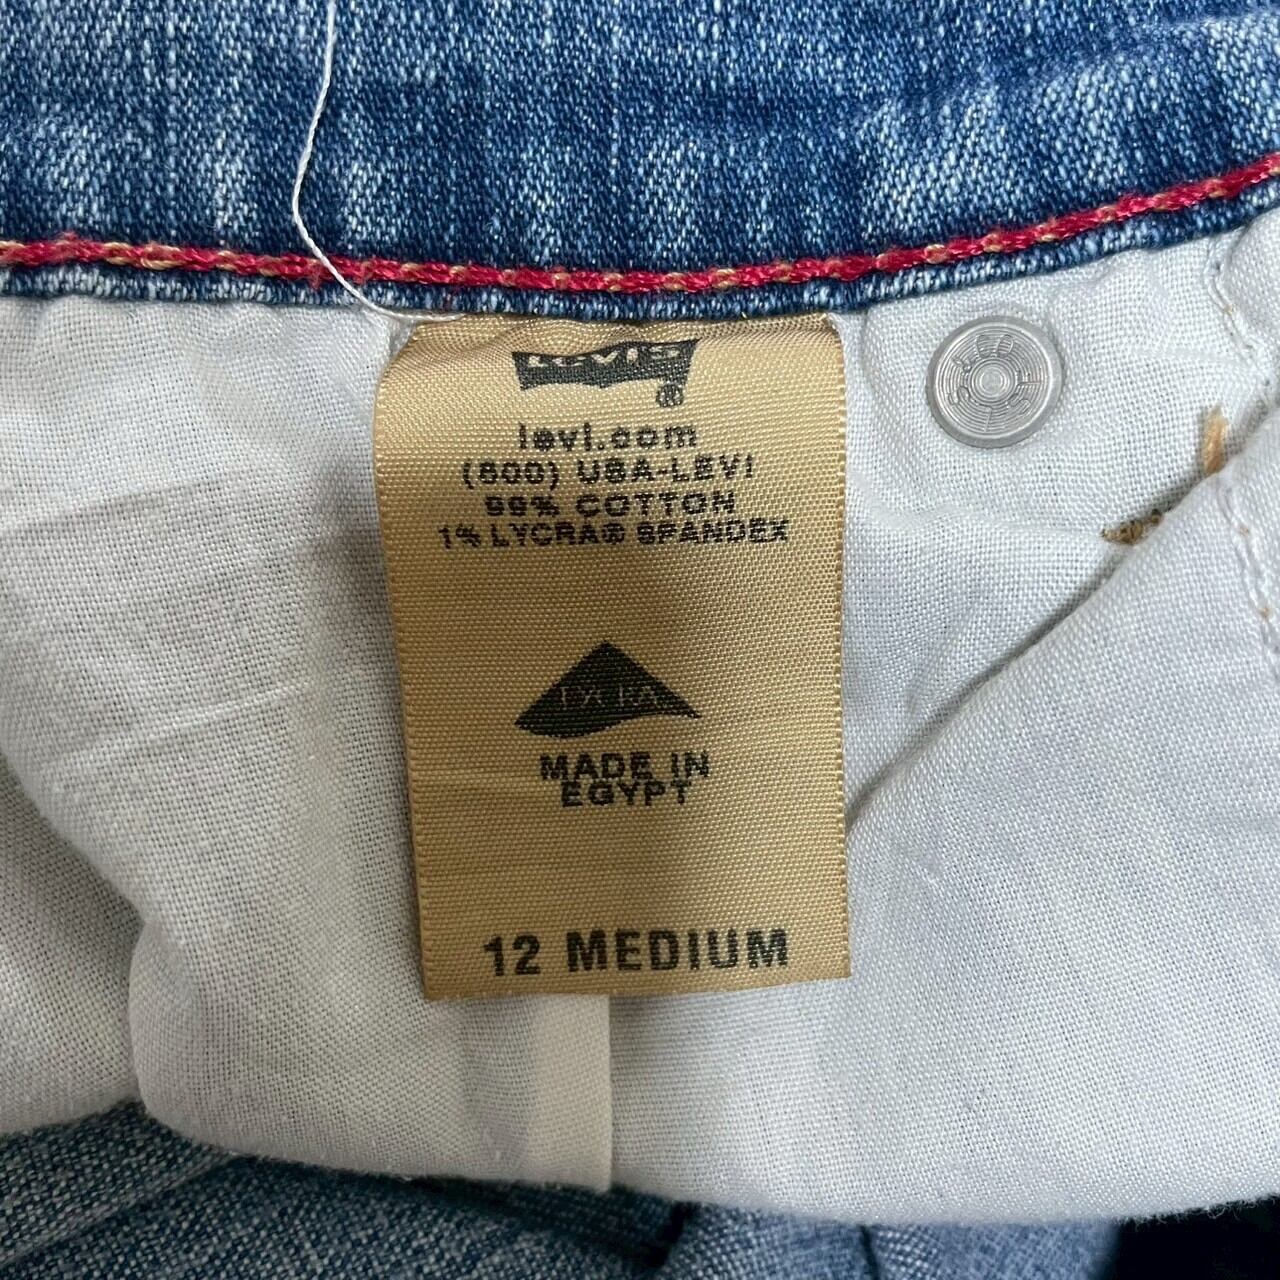 LEVI'S ®
levi.com
(800) USA-LEVI
99% COTTON
1% LYCRA® SPANDEX
LYCRA
MADE IN
EGYPT
12 MEDIUM